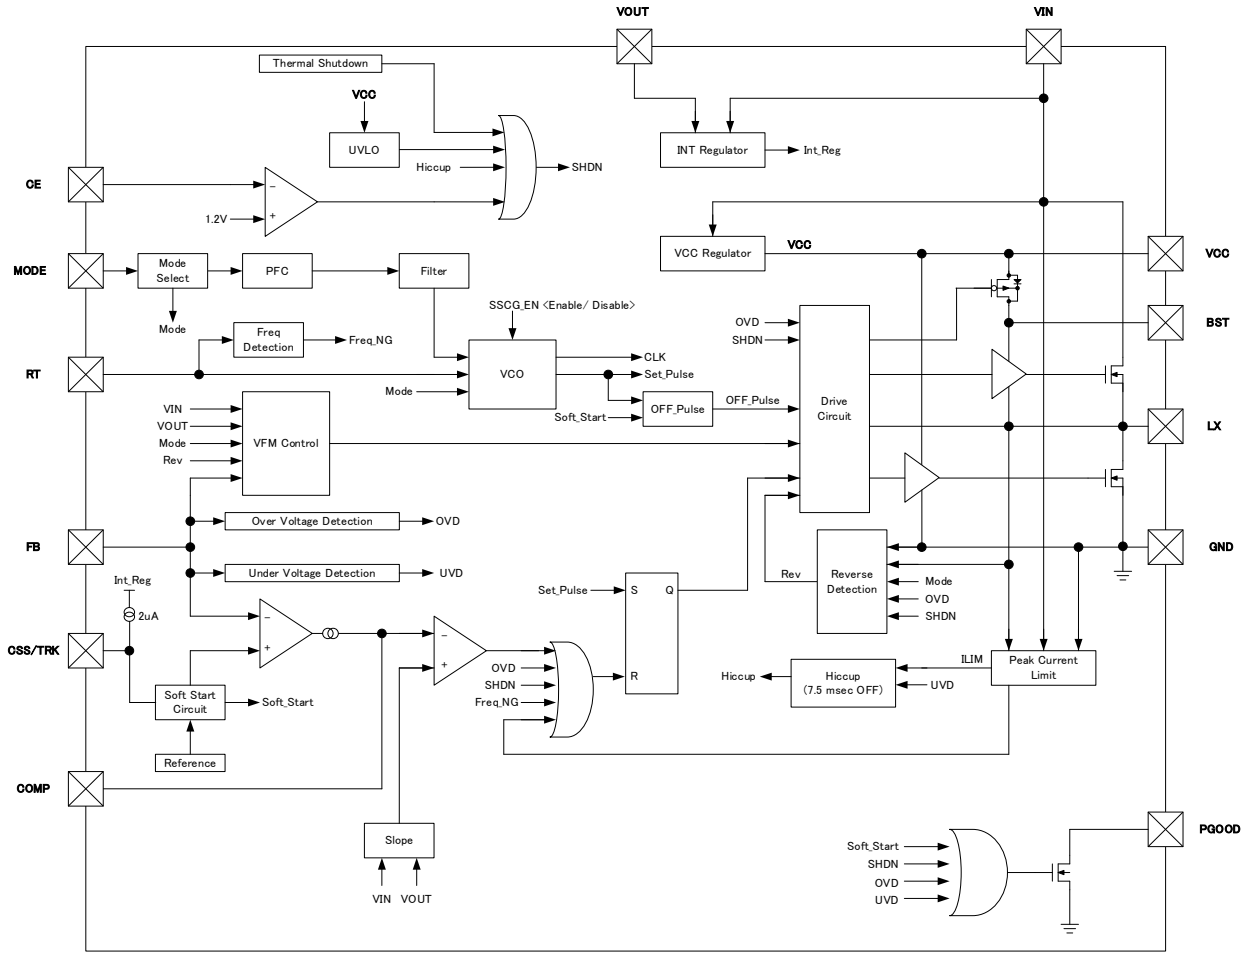 VOUT
VIN
Thermal Shutdown
VCC
UVLO
Hiccup
SHDN
INT Regulator
Int_Reg
CE
−
1.2V
+
VCC Regulator
VCC
VCC
MODE
Mode
Select
PFC
Filter
Mode
SSCG_EN <Enable/ Disable>
OVD
SHDN
BST
Freq
Detection
Freq_NG
RT
VCO
CLK
Set_Pulse
Mode
Soft_Start
OFF_Pulse
OFF_Pulse
Drive
Circuit
VIN
VOUT
Mode
Rev
VFM Control
LX
Over Voltage Detection
OVD
FB
GND
Under Voltage Detection
UVD
Int_Reg
2uA
Set_Pulse
S
Q
R
Rev
Reverse
Detection
Mode
OVD
SHDN
−
+
−
+
CSS/TRK
OVD
SHDN
Freq_NG
Soft Start
Circuit
Soft_Start
Reference
Hiccup
Hiccup
(7.5 msec OFF)
ILIM
UVD
Peak Current
Limit
COMP
Slope
VIN
VOUT
PGOOD
Soft_Start
SHDN
OVD
UVD